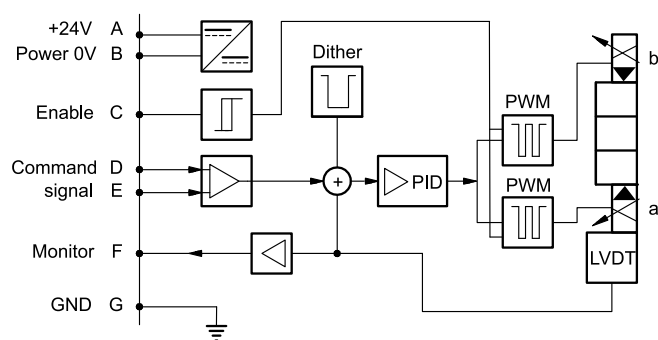 +24V A
Power 0V B
Enable C
Command D
signal E
Monitor F
GND G
Dither
+
PID
PWM
PWM
b
a
LVDT